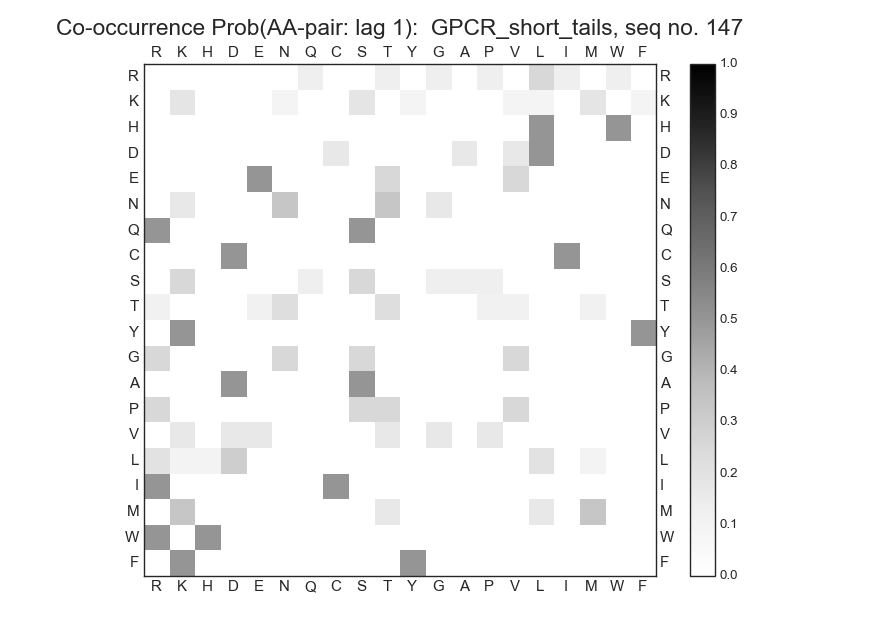 Co-occurrence Prob(AA-pair: lag 1):  GPCR_short_tails, seq no. 147
R K H D E N Q C S T Y G A P V L I M W F
R R 1.0
K K 0.9
H H
D D 0.8
E E
N N 0.7
Q Q 0.6
C C
S S 0.5
T T
Y Y
G G 0.4
A A
P P 0.3
V V
L L 0.2
I I
M M 0.1
W W
F F 0.0
R K H D E N Q C S T Y G A P V L I M W F